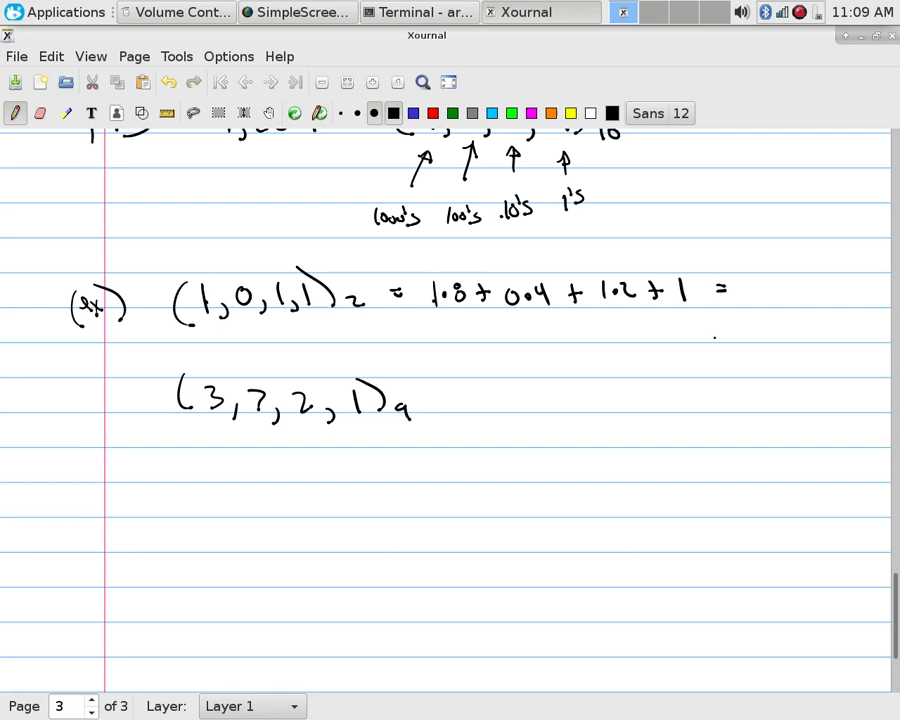 Applications
Volume Cont...
SimpleScree...
Terminal - ar...
Xournal
11:09 AM
Xournal
File Edit View Page Tools Options Help
Sans 12
1000's 100's 10's 1's
(ex) (1,0,1,1)2 = 1·8 + 0·4 + 1·2 + 1 =
(3,7,2,1)9
Page 3 of 3 Layer: Layer 1